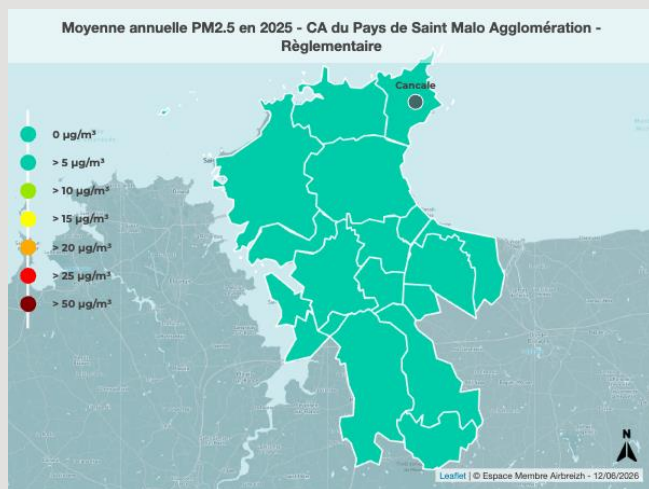 Moyenne annuelle PM2.5 en 2025 - CA du Pays de Saint Malo Agglomération -
Règlementaire
Cancale
0 µg/m³
> 5 µg/m³
> 10 µg/m³
> 15 µg/m³
> 20 µg/m³
> 25 µg/m³
> 50 µg/m³
N
Leaflet | © Espace Membre Airbreizh - 12/06/2026